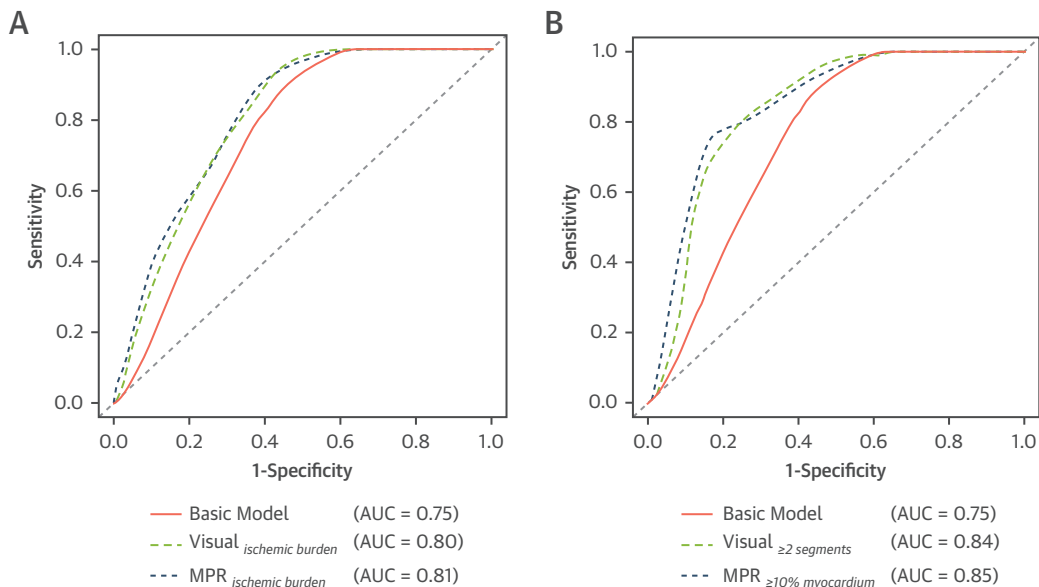 A
Sensitivity
1.0
0.8
0.6
0.4
0.2
0.0
0.0 0.2 0.4 0.6 0.8 1.0
1-Specificity
Basic Model (AUC = 0.75)
Visual ischemic burden (AUC = 0.80)
MPR ischemic burden (AUC = 0.81)
B
Sensitivity
1.0
0.8
0.6
0.4
0.2
0.0
0.0 0.2 0.4 0.6 0.8 1.0
1-Specificity
Basic Model (AUC = 0.75)
Visual ≥2 segments (AUC = 0.84)
MPR ≥10% myocardium (AUC = 0.85)